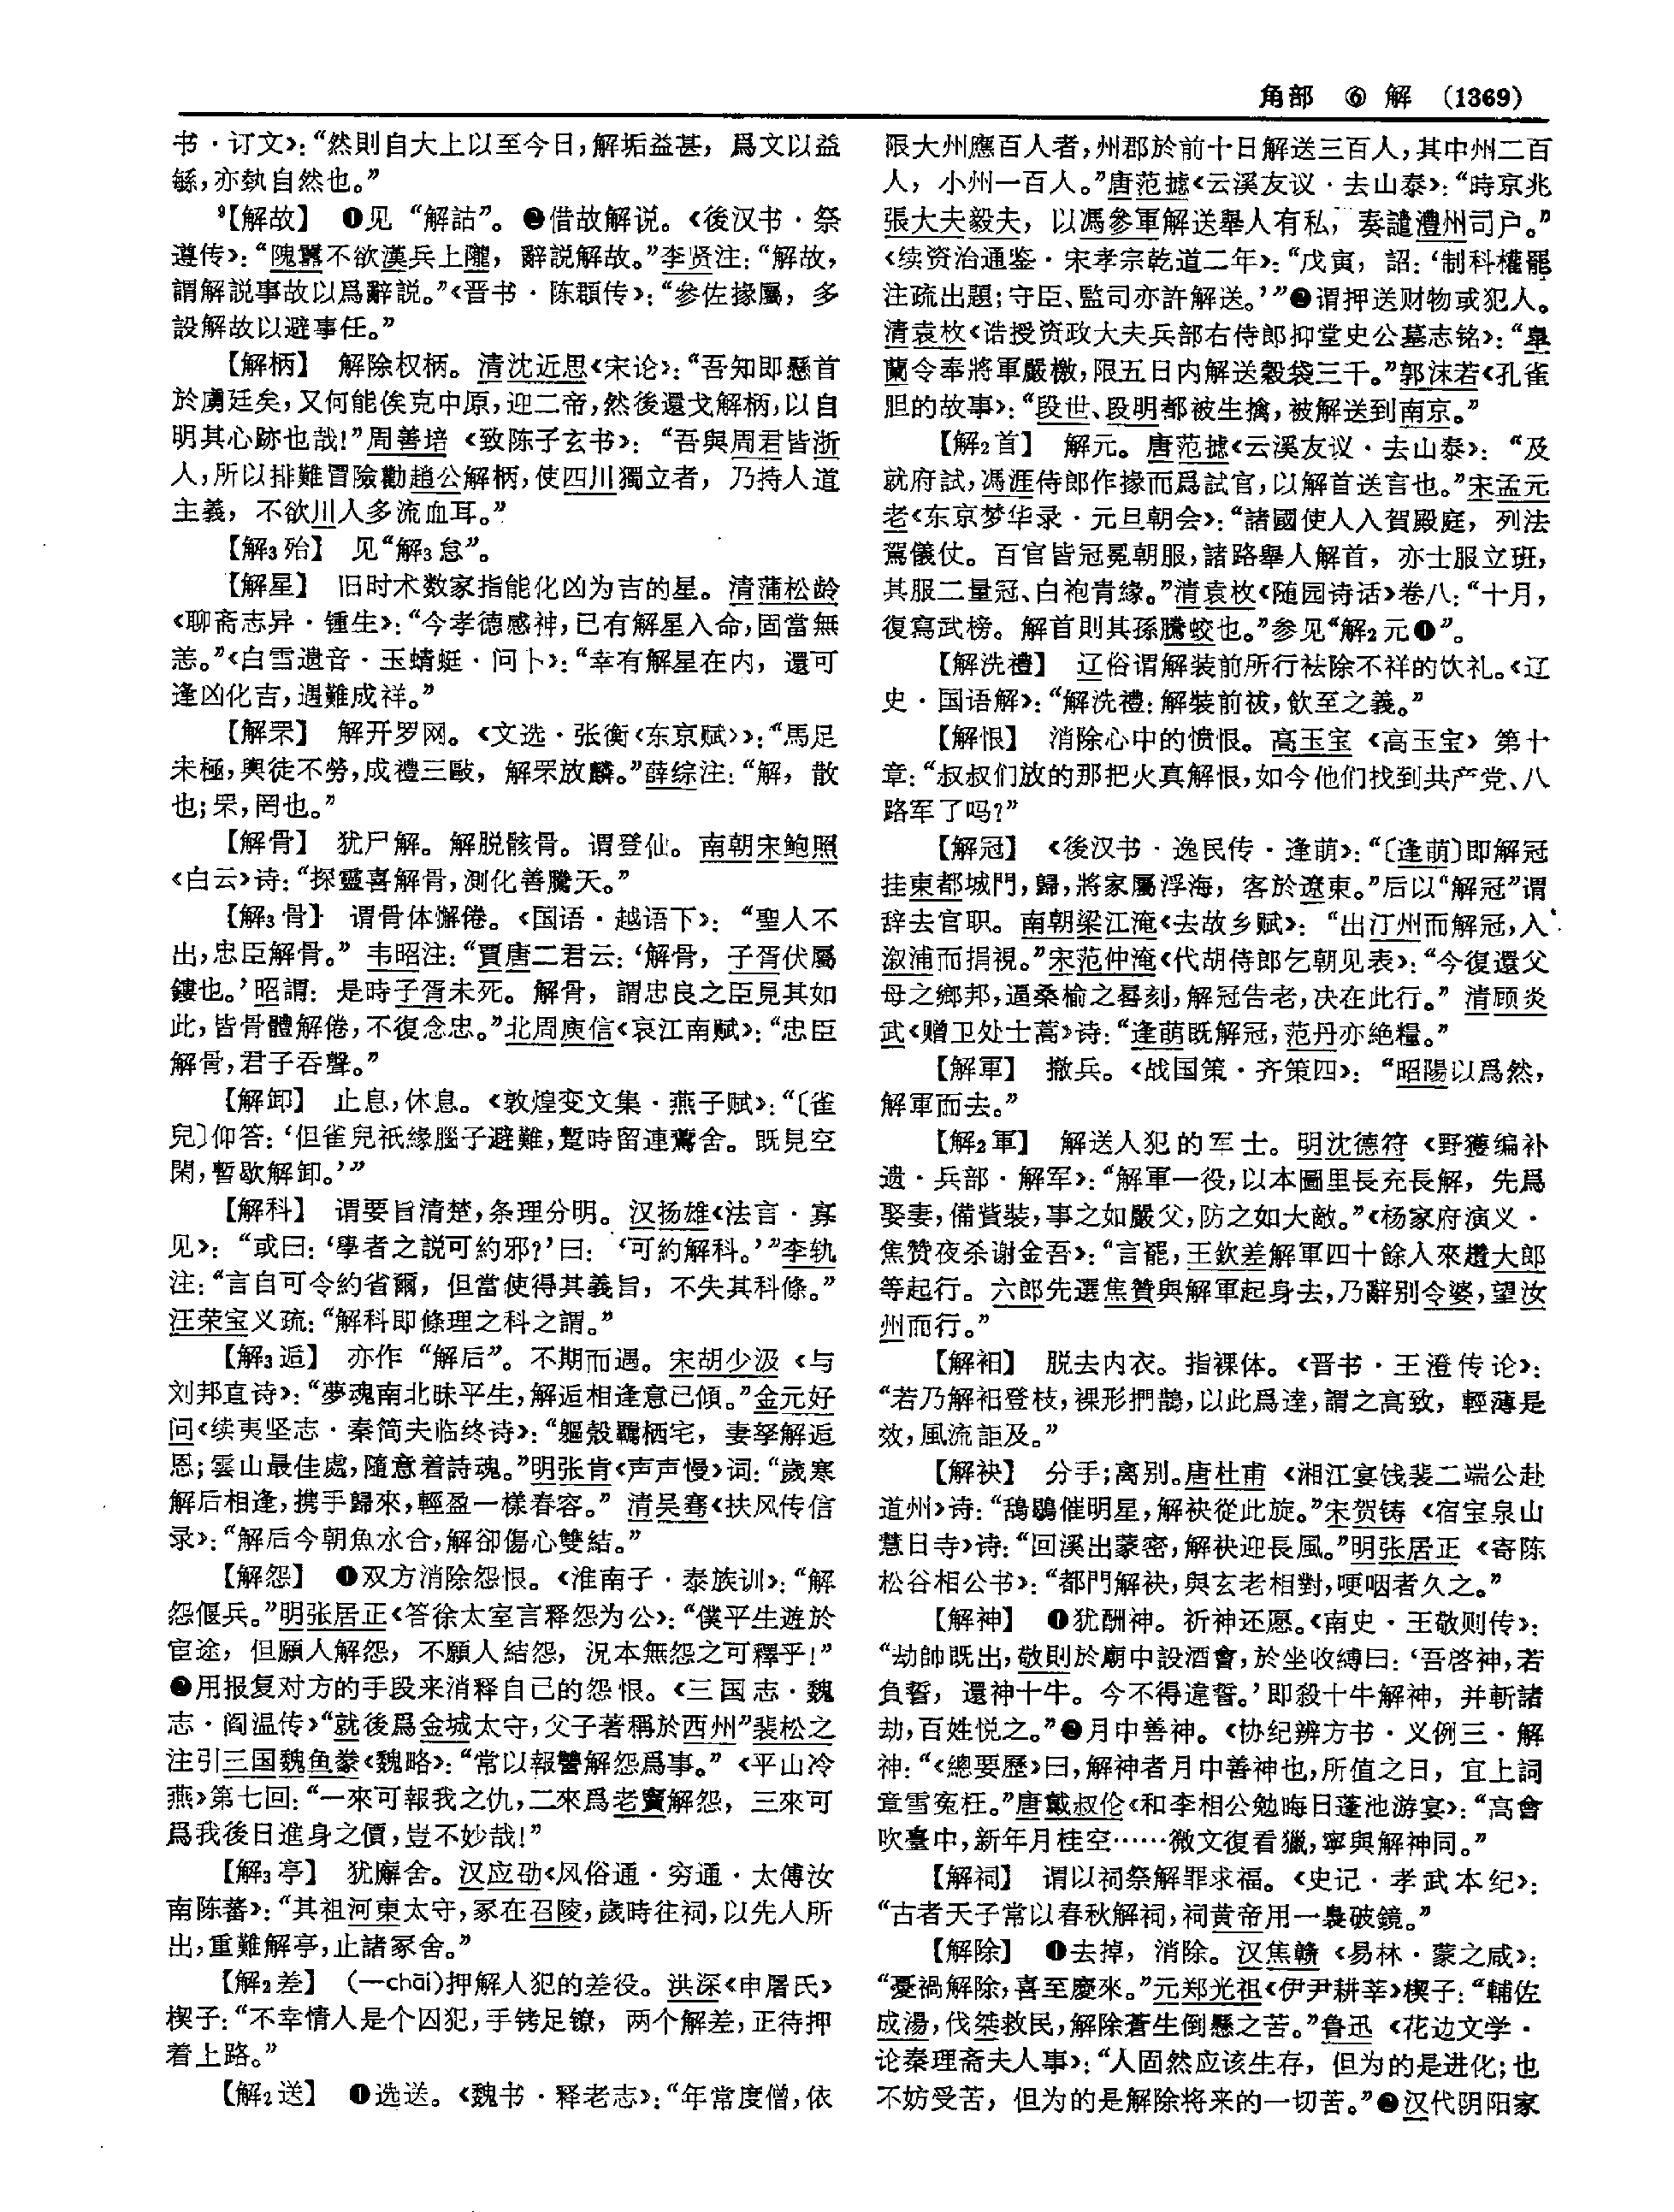 角部 ⑥ 解 (1369)
书·订文》：“然則自大上以至今日，解垢益甚，爲文以益
繇，亦埶自然也。”
9【解故】 ❶见“解詁”。❷借故解说。《後汉书·祭
遵传》：“隗囂不欲漢兵上隴，辭説解故。”李贤注：“解故，
謂解説事故以爲辭説。”《晋书·陈頵传》：“參佐掾屬，多
設解故以避事任。”
【解柄】 解除权柄。清沈近思《宋论》：“吾知即懸首
於虜廷矣，又何能俟克中原，迎二帝，然後還戈解柄，以自
明其心跡也哉！”周善培《致陈子玄书》：“吾與周君皆浙
人，所以排難冒險勸趙公解柄，使四川獨立者，乃持人道
主義，不欲川人多流血耳。”
【解3殆】 见“解3怠”。
【解星】 旧时术数家指能化凶为吉的星。清蒲松龄
《聊斋志异·锺生》：“今孝德感神，已有解星入命，固當無
恙。”《白雪遗音·玉蜻蜓·问卜》：“幸有解星在内，還可
逢凶化吉，遇難成祥。”
【解罘】 解开罗网。《文选·张衡〈东京赋〉》：“馬足
未極，輿徒不勞，成禮三敺，解罘放麟。”薛综注：“解，散
也；罘，罔也。”
【解骨】 犹尸解。解脱骸骨。谓登仙。南朝宋鲍照
《白云》诗：“探靈喜解骨，測化善騰天。”
【解3骨】 谓骨体懈倦。《国语·越语下》：“聖人不
出，忠臣解骨。”韦昭注：“賈唐二君云：‘解骨，子胥伏屬
鏤也。’昭謂：是時子胥未死。解骨，謂忠良之臣見其如
此，皆骨體解倦，不復念忠。”北周庾信《哀江南赋》：“忠臣
解骨，君子吞聲。”
【解卸】 止息，休息。《敦煌变文集·燕子赋》：“〔雀
兒〕仰答：‘但雀兒祇緣腦子避難，暫時留連鷰舍。既見空
閑，暫歇解卸。’”
【解科】 谓要旨清楚，条理分明。汉扬雄《法言·寡
见》：“或曰：‘學者之説可約邪？’曰：‘可約解科。’”李轨
注：“言自可令約省爾，但當使得其義旨，不失其科條。”
汪荣宝义疏：“解科即條理之科之謂。”
【解3逅】 亦作“解后”。不期而遇。宋胡少汲《与
刘邦直诗》：“夢魂南北昧平生，解逅相逢意已傾。”金元好
问《续夷坚志·秦简夫临终诗》：“軀殼羈栖宅，妻孥解逅
恩；雲山最佳處，隨意着詩魂。”明张肯《声声慢》词：“歲寒
解后相逢，携手歸來，輕盈一樣春容。”清吴骞《扶风传信
录》：“解后今朝魚水合，解卻傷心雙結。”
【解怨】 ❶双方消除怨恨。《淮南子·泰族训》：“解
怨偃兵。”明张居正《答徐太室言释怨为公》：“僕平生遊於
宦途，但願人解怨，不願人結怨，況本無怨之可釋乎！”
❷用报复对方的手段来消释自己的怨恨。《三国志·魏
志·阎温传》“就後爲金城太守，父子著稱於西州”裴松之
注引三国魏鱼豢《魏略》：“常以報讐解怨爲事。”《平山冷
燕》第七回：“一來可報我之仇，二來爲老竇解怨，三來可
爲我後日進身之價，豈不妙哉！”
【解3亭】 犹廨舍。汉应劭《风俗通·穷通·太傅汝
南陈蕃》：“其祖河東太守，冢在召陵，歲時往祠，以先人所
出，重難解亭，止諸冢舍。”
【解2差】 （—chāi）押解人犯的差役。洪深《申屠氏》
楔子：“不幸情人是个囚犯，手铐足镣，两个解差，正待押
着上路。”
【解2送】 ❶选送。《魏书·释老志》：“年常度僧，依
限大州應百人者，州郡於前十日解送三百人，其中州二百
人，小州一百人。”唐范摅《云溪友议·去山泰》：“時京兆
張大夫毅夫，以馮參軍解送舉人有私，奏譴澧州司户。”
《续资治通鉴·宋孝宗乾道二年》：“戊寅，詔：‘制科權罷
注疏出題；守臣、監司亦許解送。’”❷谓押送财物或犯人。
清袁枚《诰授资政大夫兵部右侍郎抑堂史公墓志铭》：“皋
蘭令奉將軍嚴檄，限五日内解送穀袋三千。”郭沫若《孔雀
胆的故事》：“段世、段明都被生擒，被解送到南京。”
【解2首】 解元。唐范摅《云溪友议·去山泰》：“及
就府試，馮涯侍郎作掾而爲試官，以解首送言也。”宋孟元
老《东京梦华录·元旦朝会》：“諸國使人入賀殿庭，列法
駕儀仗。百官皆冠冕朝服，諸路舉人解首，亦士服立班，
其服二量冠、白袍青緣。”清袁枚《随园诗话》卷八：“十月，
復寫武榜。解首則其孫騰蛟也。”参见“解2元❶”。
【解洗禮】 辽俗谓解装前所行祛除不祥的饮礼。《辽
史·国语解》：“解洗禮：解裝前祓，飲至之義。”
【解恨】 消除心中的愤恨。高玉宝《高玉宝》第十
章：“叔叔们放的那把火真解恨，如今他们找到共产党、八
路军了吗？”
【解冠】 《後汉书·逸民传·逢萌》：“〔逢萌〕即解冠
挂東都城門，歸，將家屬浮海，客於遼東。”后以“解冠”谓
辞去官职。南朝梁江淹《去故乡赋》：“出汀州而解冠，入
溆浦而捐視。”宋范仲淹《代胡侍郎乞朝见表》：“今復還父
母之鄉邦，逼桑榆之晷刻，解冠告老，决在此行。”清顾炎
武《赠卫处士蒿》诗：“逢萌既解冠，范丹亦絶糧。”
【解軍】 撤兵。《战国策·齐策四》：“昭陽以爲然，
解軍而去。”
【解2軍】 解送人犯的军士。明沈德符《野獲编补
遗·兵部·解军》：“解軍一役，以本圖里長充長解，先爲
娶妻，備貲裝，事之如嚴父，防之如大敵。”《杨家府演义·
焦赞夜杀谢金吾》：“言罷，王欽差解軍四十餘人來趲大郎
等起行。六郎先選焦贊與解軍起身去，乃辭别令婆，望汝
州而行。”
【解衵】 脱去内衣。指裸体。《晋书·王澄传论》：
“若乃解衵登枝，裸形捫鵲，以此爲達，謂之高致，輕薄是
效，風流詎及。”
【解袂】 分手；离别。唐杜甫《湘江宴饯裴二端公赴
道州》诗：“鴰鶡催明星，解袂從此旋。”宋贺铸《宿宝泉山
慧日寺》诗：“回溪出蒙密，解袂迎長風。”明张居正《寄陈
松谷相公书》：“都門解袂，與玄老相對，哽咽者久之。”
【解神】 ❶犹酬神。祈神还愿。《南史·王敬则传》：
“劫帥既出，敬則於廟中設酒會，於坐收縛曰：‘吾啓神，若
負誓，還神十牛。今不得違誓。’即殺十牛解神，并斬諸
劫，百姓悦之。”❷月中善神。《协纪辨方书·义例三·解
神：“《總要歷》曰，解神者月中善神也，所值之日，宜上詞
章雪寃枉。”唐戴叔伦《和李相公勉晦日蓬池游宴》：“高會
吹臺中，新年月桂空……微文復看獵，寧與解神同。”
【解祠】 谓以祠祭解罪求福。《史记·孝武本纪》：
“古者天子常以春秋解祠，祠黄帝用一梟破鏡。”
【解除】 ❶去掉，消除。汉焦赣《易林·蒙之咸》：
“憂禍解除，喜至慶來。”元郑光祖《伊尹耕莘》楔子：“輔佐
成湯，伐桀救民，解除蒼生倒懸之苦。”鲁迅《花边文学·
论秦理斋夫人事》：“人固然应该生存，但为的是进化；也
不妨受苦，但为的是解除将来的一切苦。”❷汉代阴阳家